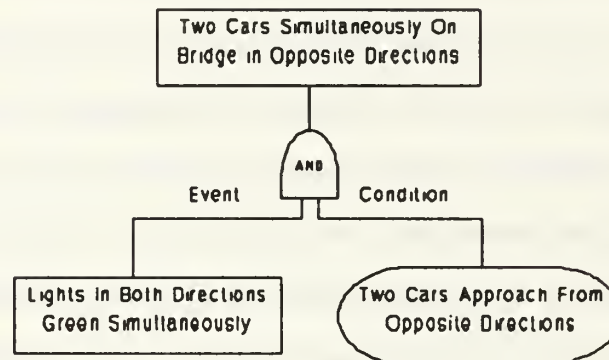 Two Cars Simultaneously On
Bridge in Opposite Directions
AND
Event
Condition
Lights In Both Directions
Green Simultaneously
Two Cars Approach From
Opposite Directions